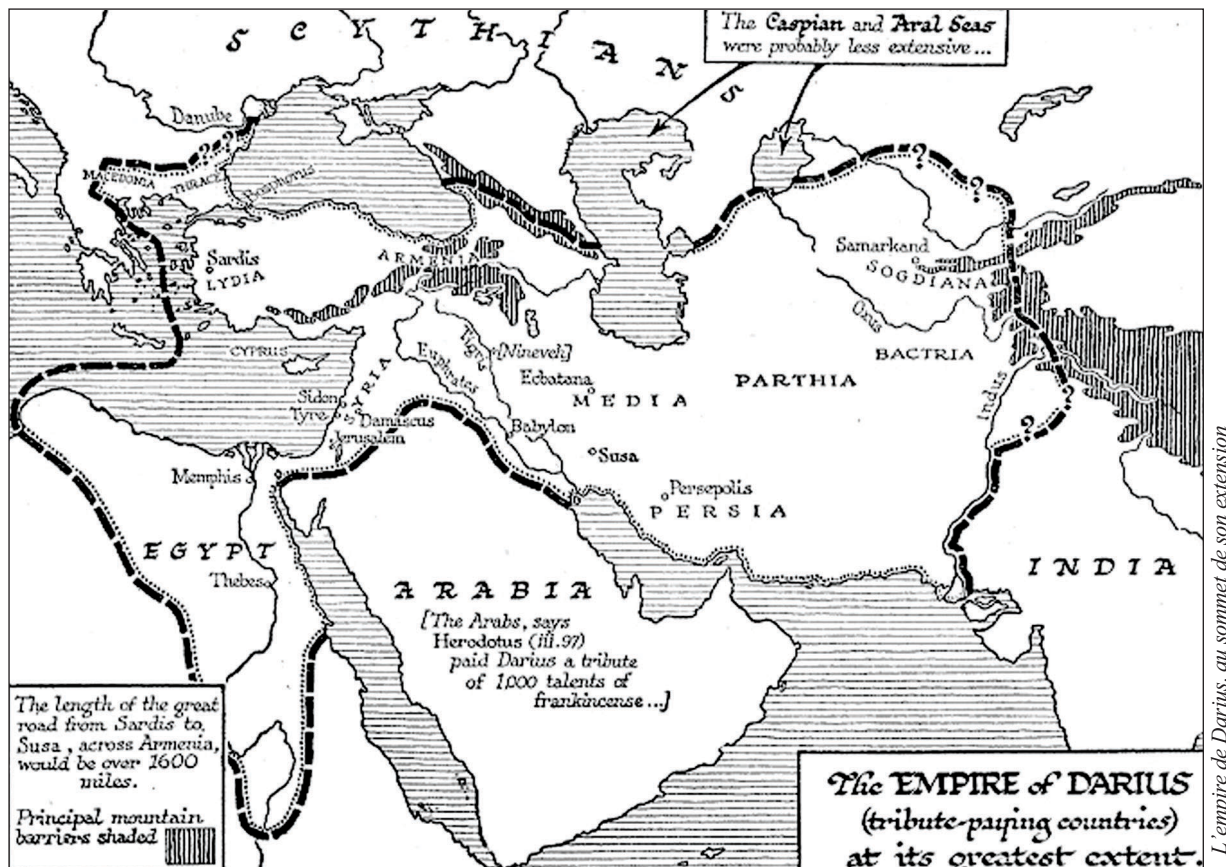 The Caspian and Aral Seas
were probably less extensive...
SCYTHIANS
Danube
? ?
MACEDONIA
THRACE
Bosphorus
?
?
Sardis
LYDIA
ARMENIA
Samarkand
SOGDIANA
Oxus
BACTRIA
CYPRUS
Tigris
[Nineveh]
Euphrates
Ecbatana
MEDIA
PARTHIA
Indus
?
?
Sidon
Tyre
SYRIA
Damascus
Jerusalem
Babylon
Susa
Memphis
Persepolis
PERSIA
EGYPT
Thebes
ARABIA
[The Arabs, says
Herodotus (iii.97)
paid Darius a tribute
of 1,000 talents of
frankincense...]
INDIA
The length of the great
road from Sardis to,
Susa, across Armenia,
would be over 1600
miles.
Principal mountain
barriers shaded
The EMPIRE of DARIUS
(tribute-paying countries)
at its greatest extent.
L'empire de Darius, au sommet de son extension